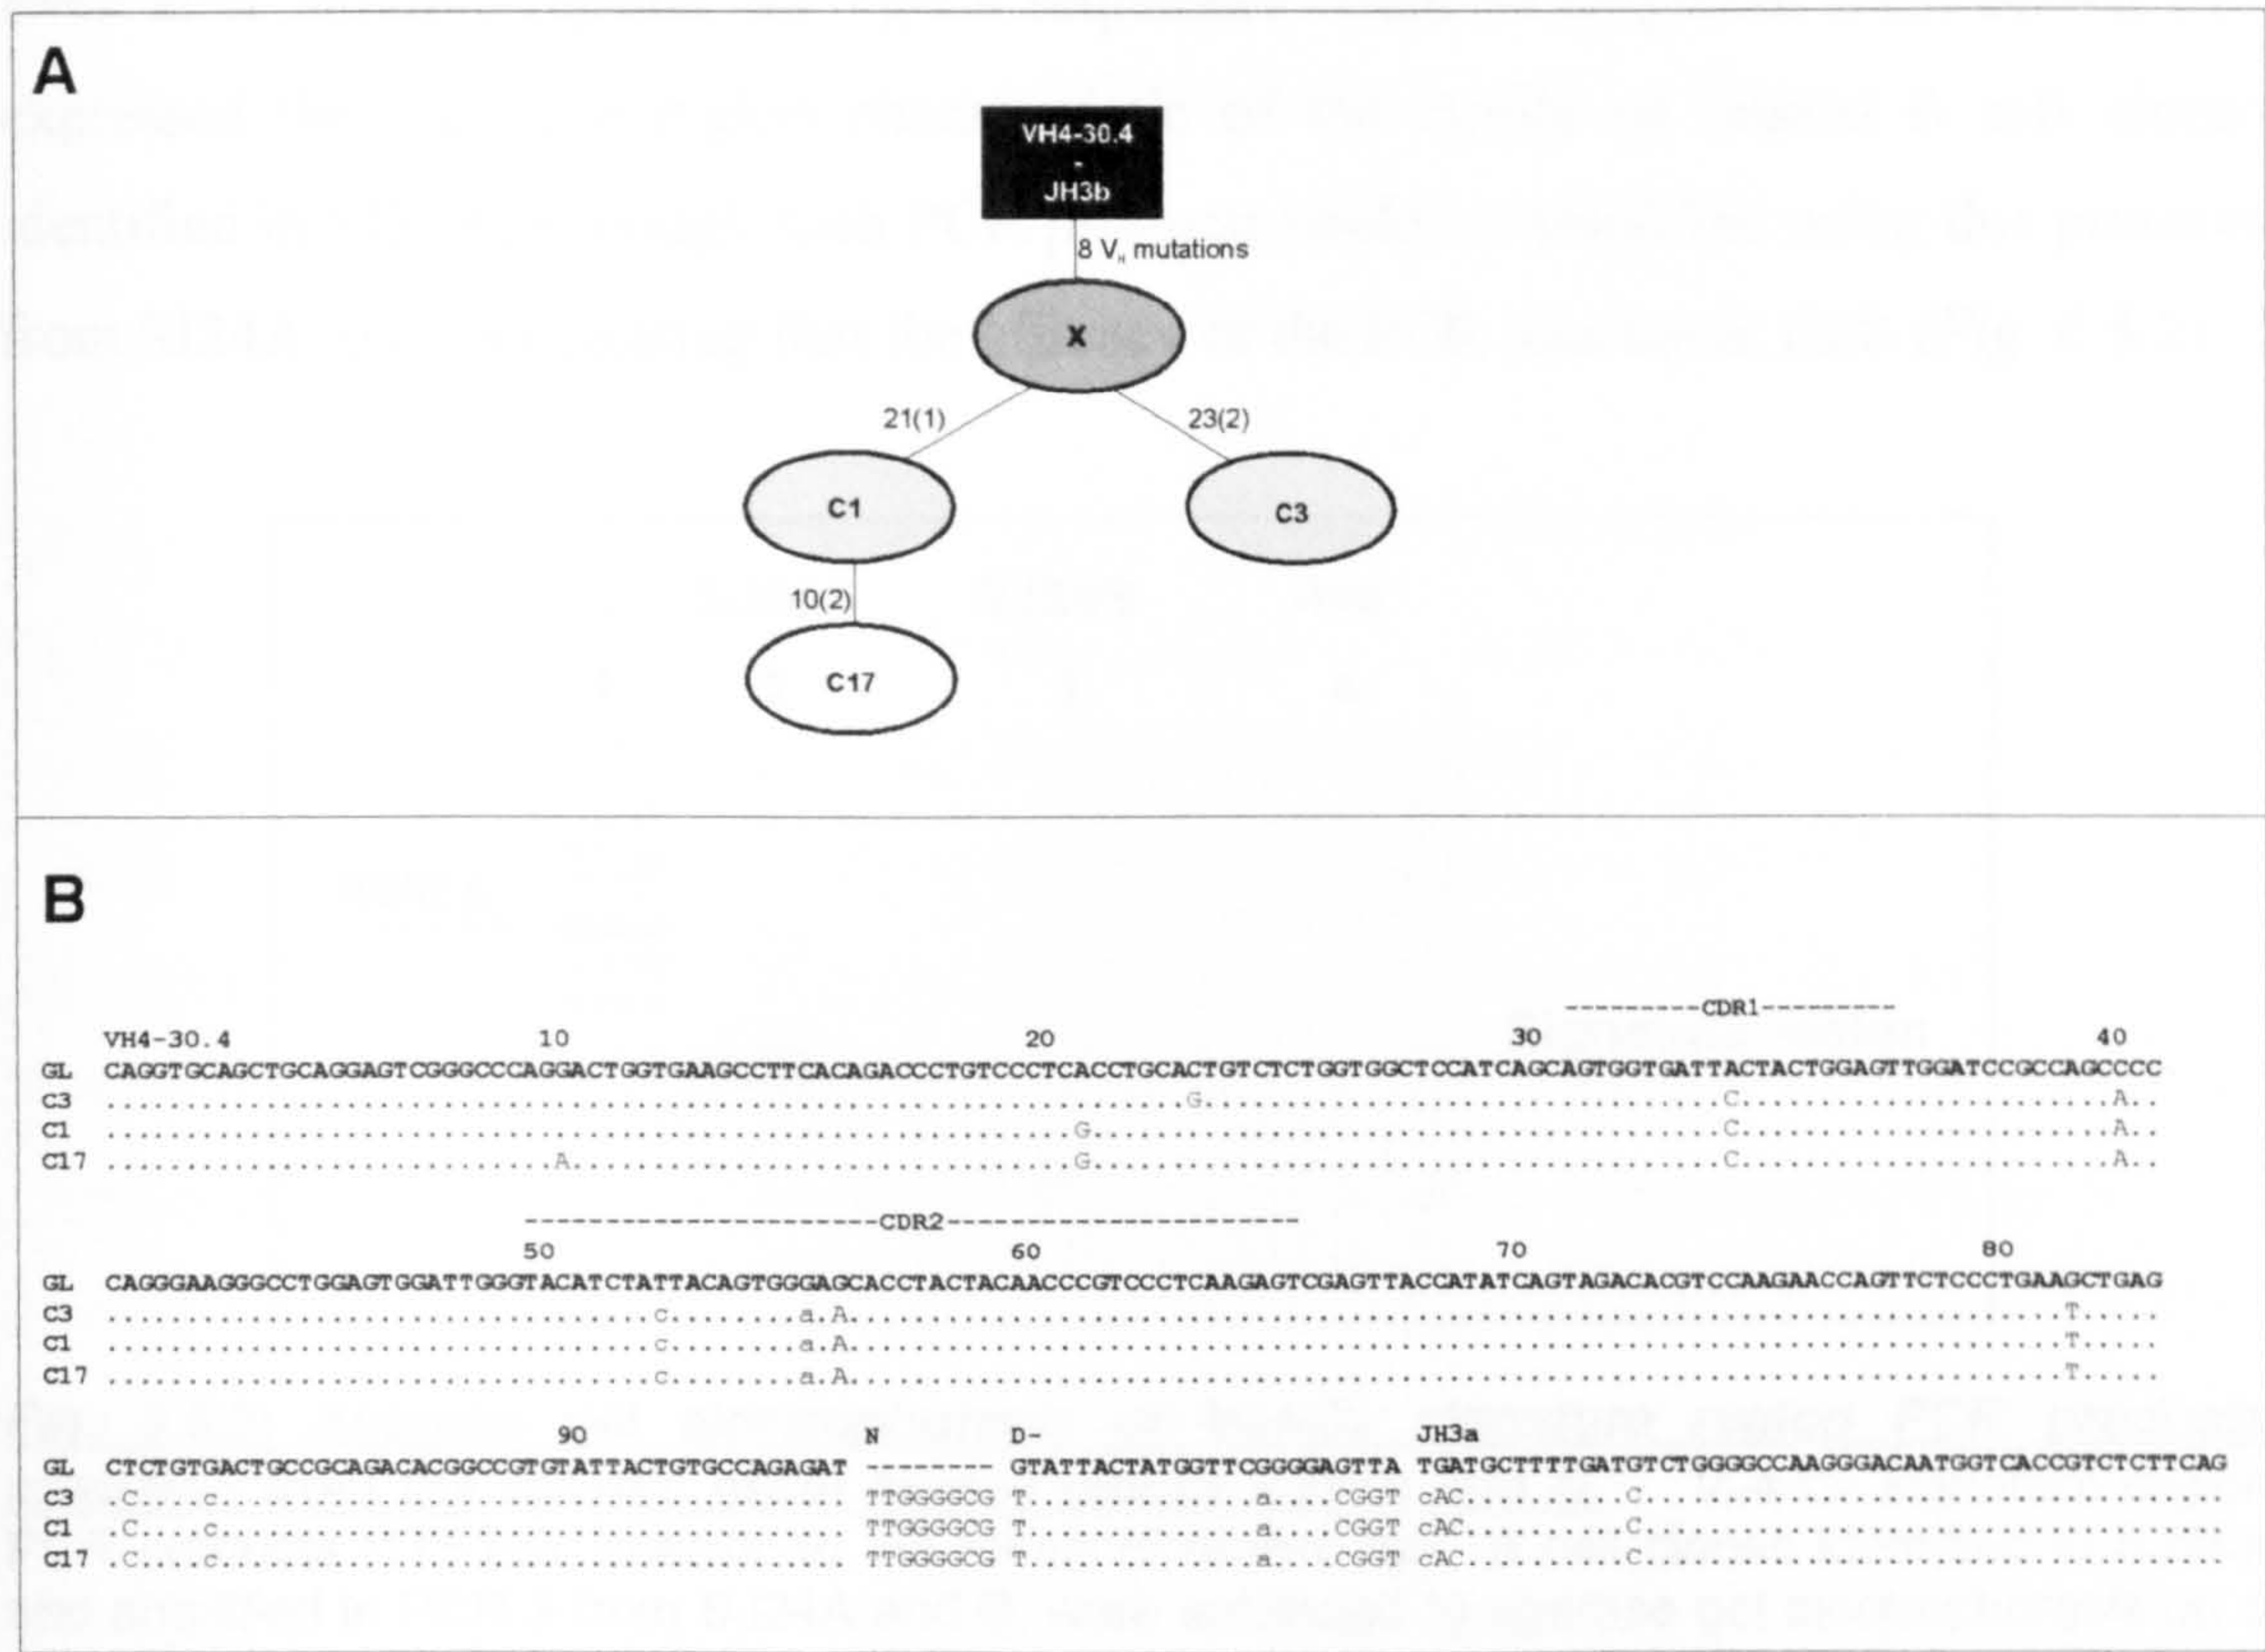 A
VH4-30.4
-
JH3b
8 VH mutations
X
21(1)
23(2)
C1
C3
10(2)
C17
B
---------CDR1---------
VH4-30.4 10 20 30 40
GL CAGGTGCAGCTGCAGGAGTCGGGCCCAGGACTGGTGAAGCCTTCACAGACCCTGTCCCTCACCTGCACTGTCTCTGGTGGCTCCATCAGCAGTGGTGATTACTACTGGAGTTGGATCCGCCAGCCCC
C3 ...................................................................G................................C.......................A..
C1 ............................................................G.......................................C.......................A..
C17 ............................A...............................G.......................................C.......................A..
----------------------CDR2----------------------
50 60 70 80
GL CAGGGAAGGGCCTGGAGTGGATTGGGTACATCTATTACAGTGGGAGCACCTACTACAACCCGTCCCTCAAGAGTCGAGTTACCATATCAGTAGACACGTCCAAGAACCAGTTCTCCCTGAAGCTGAG
C3 ..................................c........a.A...........................................................................T.....
C1 ..................................c........a.A...........................................................................T.....
C17 ..................................c........a.A...........................................................................T.....
90 N D- JH3a
GL CTCTGTGACTGCCGCAGACACGGCCGTGTATTACTGTGCCAGAGAT -------- GTATTACTATGGTTCGGGGAGTTA TGATGCTTTTGATGTCTGGGGCCAAGGGACAATGGTCACCGTCTCTTCAG
C3 .C....c....................................... TTGGGGCG T..............a....CGGT cAC..........C....................................
C1 .C....c....................................... TTGGGGCG T..............a....CGGT cAC..........C....................................
C17 .C....c....................................... TTGGGGCG T..............a....CGGT cAC..........C....................................